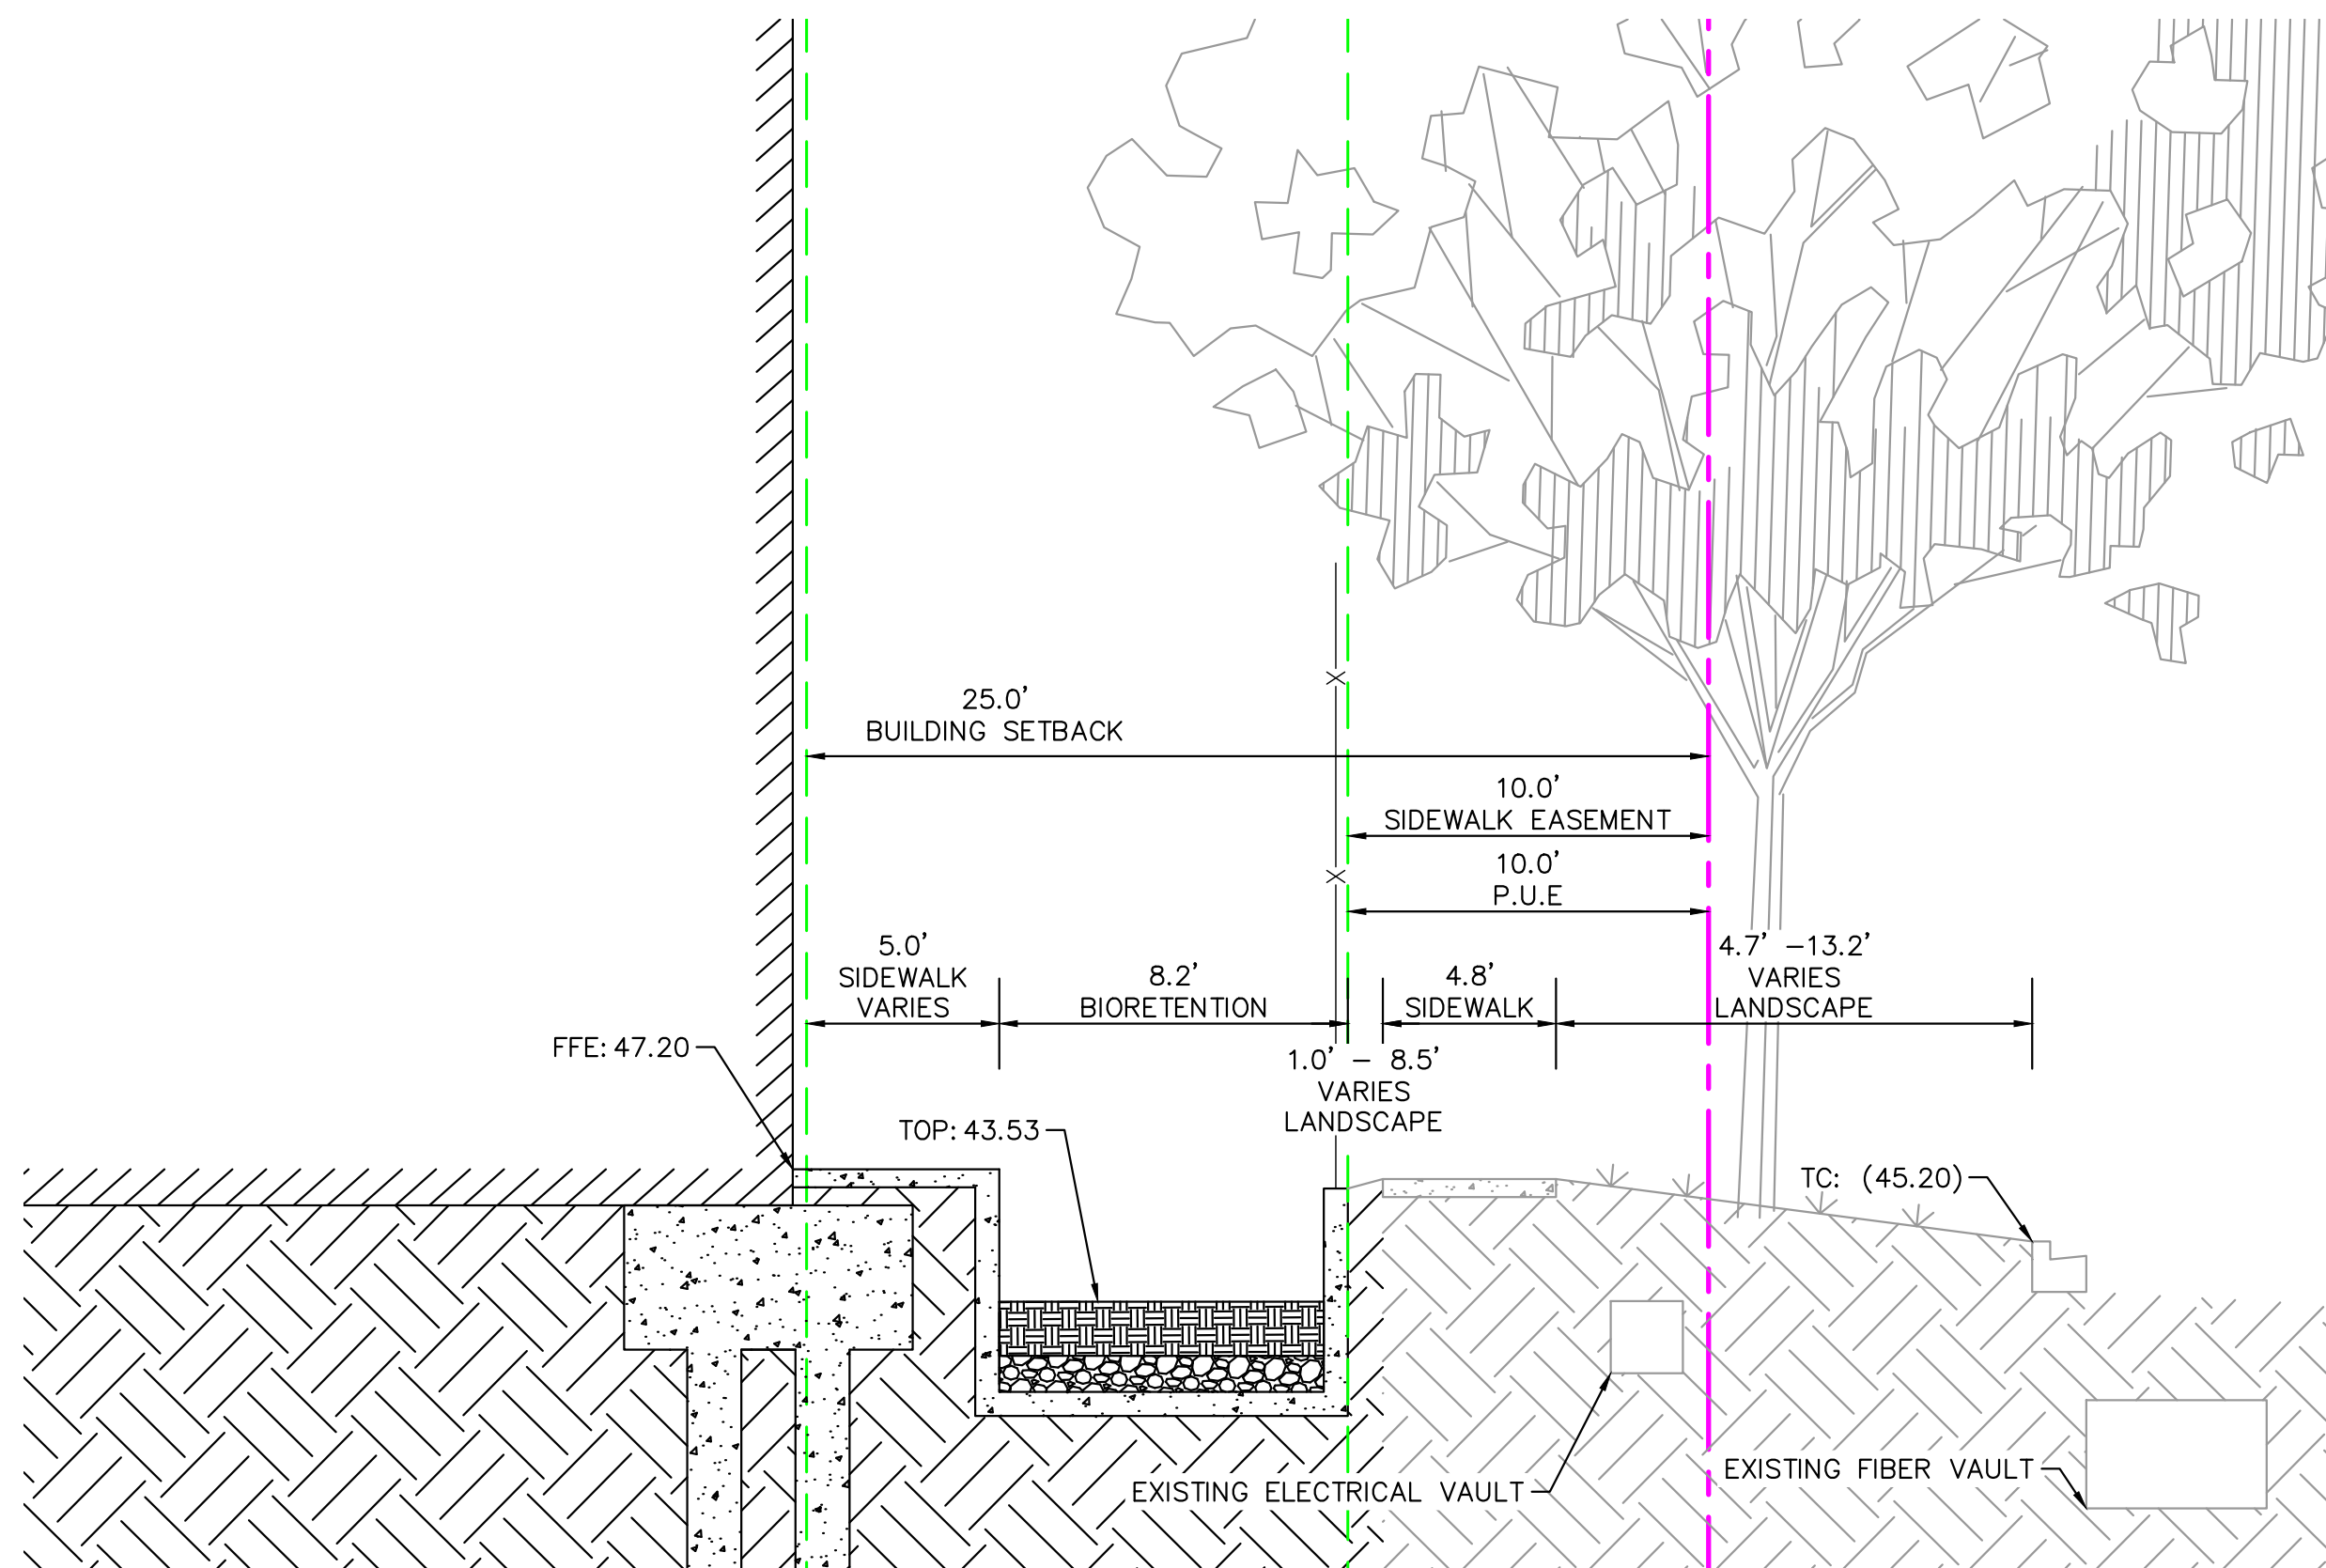 25.0'
BUILDING SETBACK
10.0'
SIDEWALK EASEMENT
10.0'
P.U.E
5.0'
SIDEWALK
VARIES
8.2'
BIORETENTION
4.8'
SIDEWALK
4.7' -13.2'
VARIES
LANDSCAPE
FFE: 47.20
1.0' - 8.5'
VARIES
LANDSCAPE
TOP: 43.53
TC: (45.20)
EXISTING FIBER VAULT
EXISTING ELECTRICAL VAULT